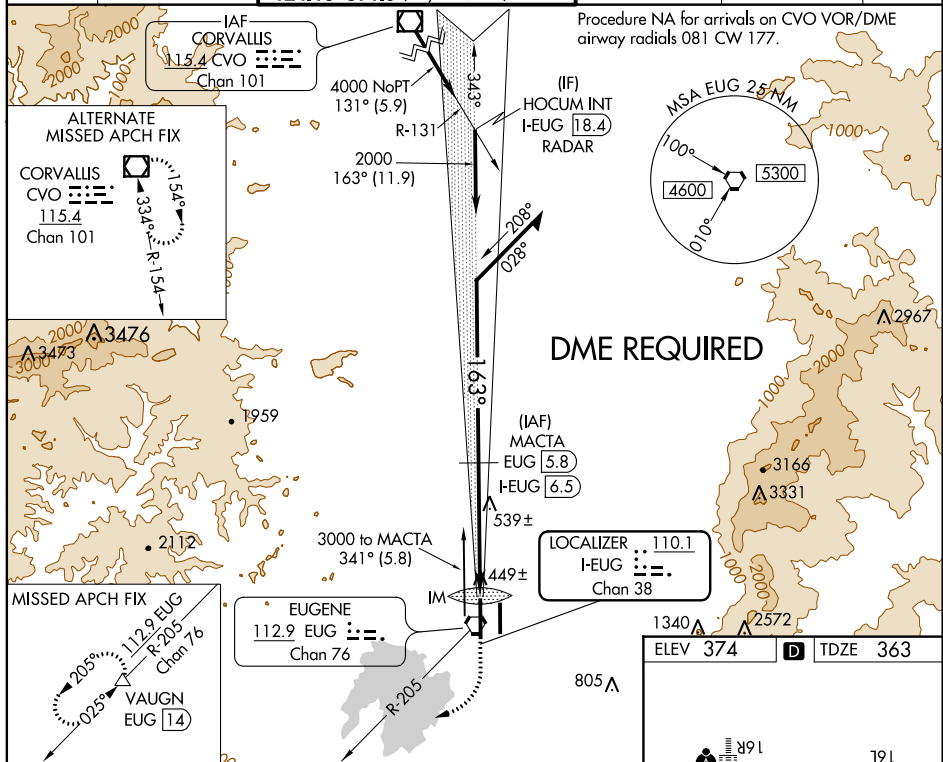 Procedure NA for arrivals on CVO VOR/DME
airway radials 081 CW 177.
IAF
CORVALLIS
115.4 CVO
Chan 101
4000 NoPT
131° (5.9)
R-131
343°
(IF)
HOCUM INT
I-EUG 18.4
RADAR
2000
163° (11.9)
MSA EUG 25 NM
100°
4600
5300
010°
1000
ALTERNATE
MISSED APCH FIX
CORVALLIS
CVO
115.4
Chan 101
154°
334°
R-154
208°
028°
2000
3476
3473
3000
DME REQUIRED
2967
2000
1000
163°
1959
(IAF)
MACTA
EUG 5.8
I-EUG 6.5
3166
3331
539±
2112
3000 to MACTA
341° (5.8)
LOCALIZER 110.1
I-EUG
Chan 38
1000
2000
449±
IM
MISSED APCH FIX
112.9 EUG
R-205
Chan 76
205°
025°
VAUGN
EUG 14
EUGENE
112.9 EUG
Chan 76
R-205
1340
2572
805
ELEV 374
D
TDZE 363
16R
16L